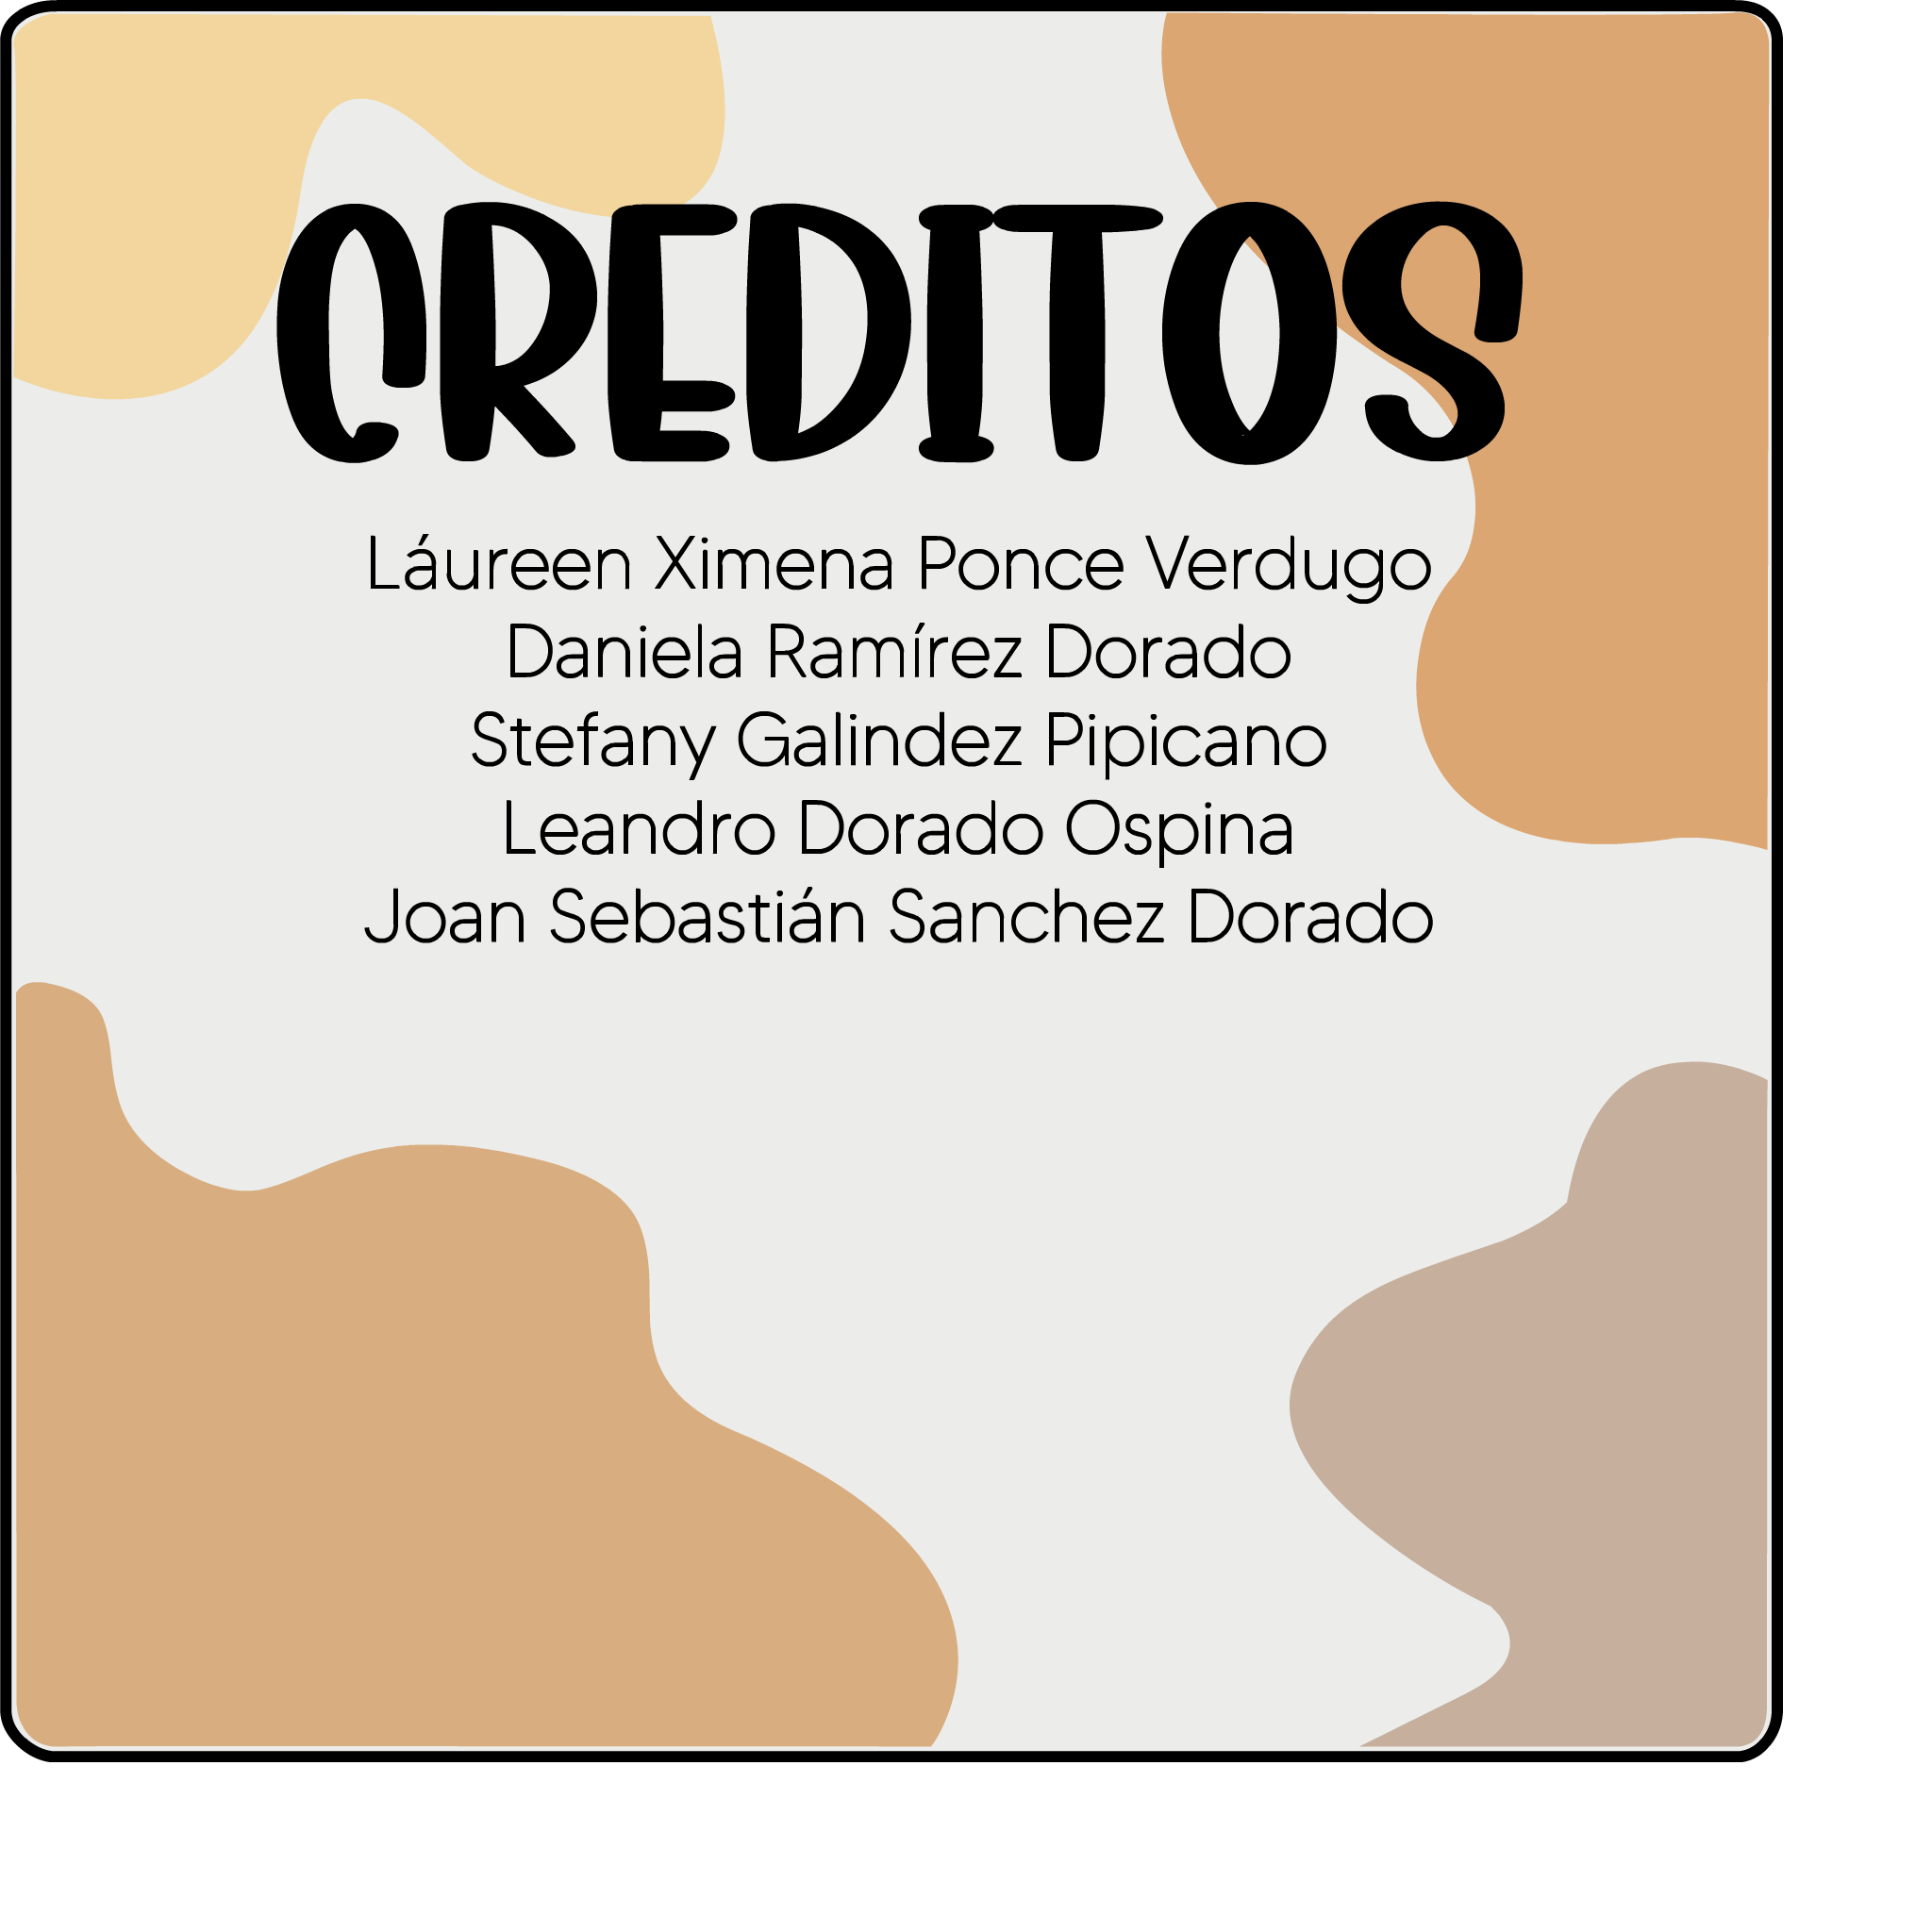 CREDITOS
Láureen Ximena Ponce Verdugo
Daniela Ramírez Dorado
Stefany Galindez Pipicano
Leandro Dorado Ospina
Joan Sebastián Sanchez Dorado